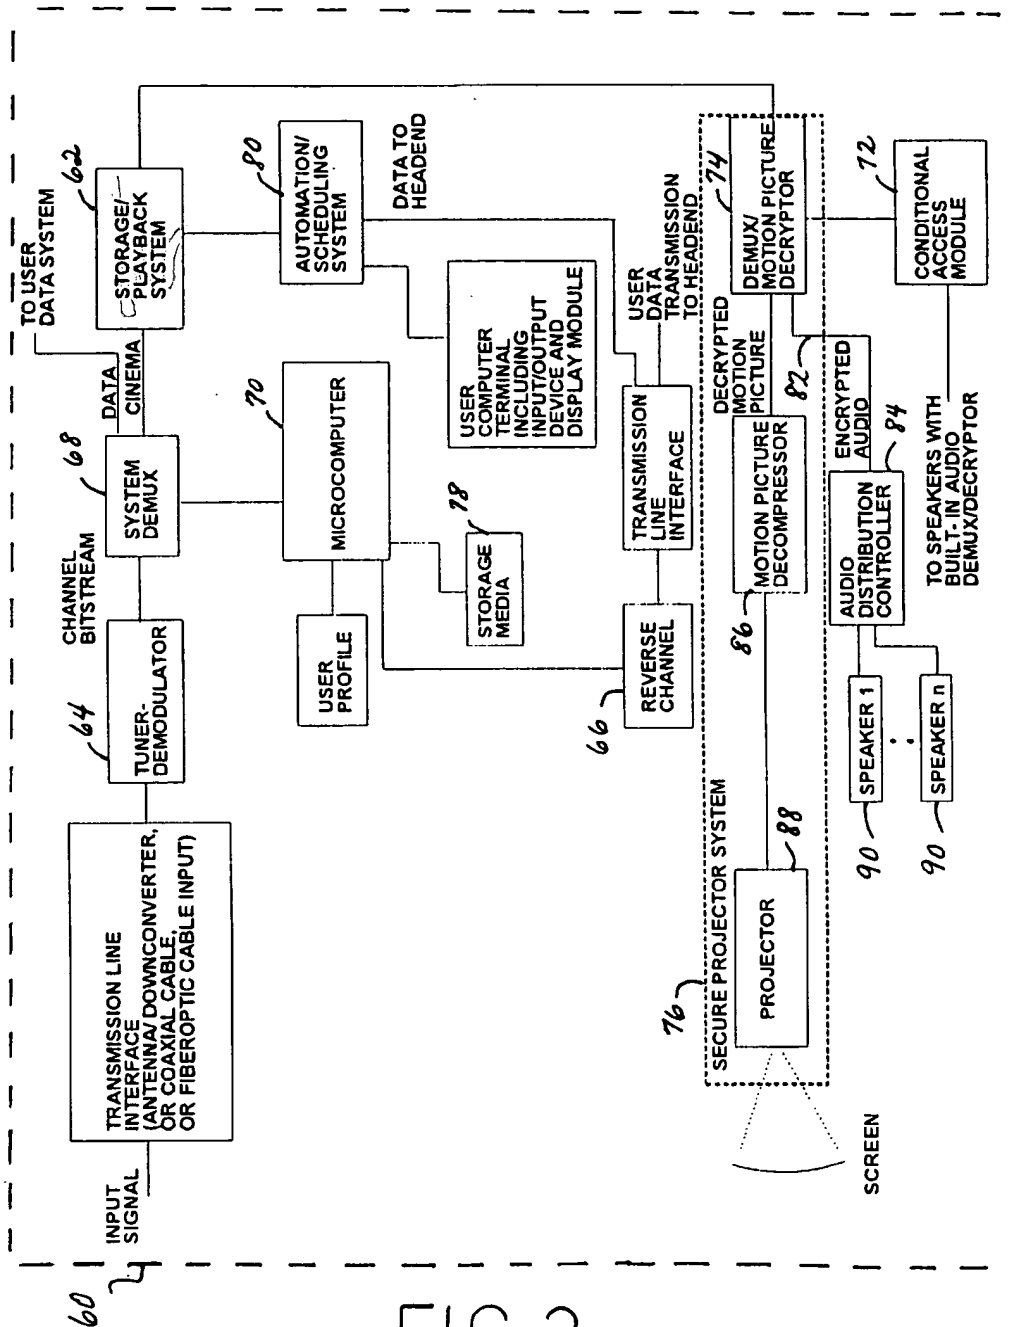 60
INPUT
SIGNAL
TRANSMISSION LINE
INTERFACE
(ANTENNA/DOWNCONVERTER,
OR COAXIAL CABLE,
OR FIBEROPTIC CABLE INPUT)
64
TUNER-
DEMODULATOR
CHANNEL
BITSTREAM
68
SYSTEM
DEMUX
DATA
CINEMA
TO USER
DATA SYSTEM
62
STORAGE/
PLAYBACK
SYSTEM
USER
PROFILE
70
MICROCOMPUTER
80
AUTOMATION/
SCHEDULING
SYSTEM
DATA TO
HEADEND
78
STORAGE
MEDIA
USER
COMPUTER
TERMINAL
INCLUDING
INPUT/OUTPUT
DEVICE AND
DISPLAY MODULE
66
REVERSE
CHANNEL
TRANSMISSION
LINE
INTERFACE
USER
DATA
TRANSMISSION
TO HEADEND
76
SECURE PROJECTOR SYSTEM
SCREEN
PROJECTOR
88
86
MOTION PICTURE
DECOMPRESSOR
DECRYPTED
MOTION
PICTURE
74
DEMUX/
MOTION PICTURE
DECRYPTOR
82
ENCRYPTED
AUDIO
84
AUDIO
DISTRIBUTION
CONTROLLER
90
SPEAKER 1
90
SPEAKER n
72
CONDITIONAL
ACCESS
MODULE
TO SPEAKERS WITH
BUILT-IN AUDIO
DEMUX/DECRYPTOR